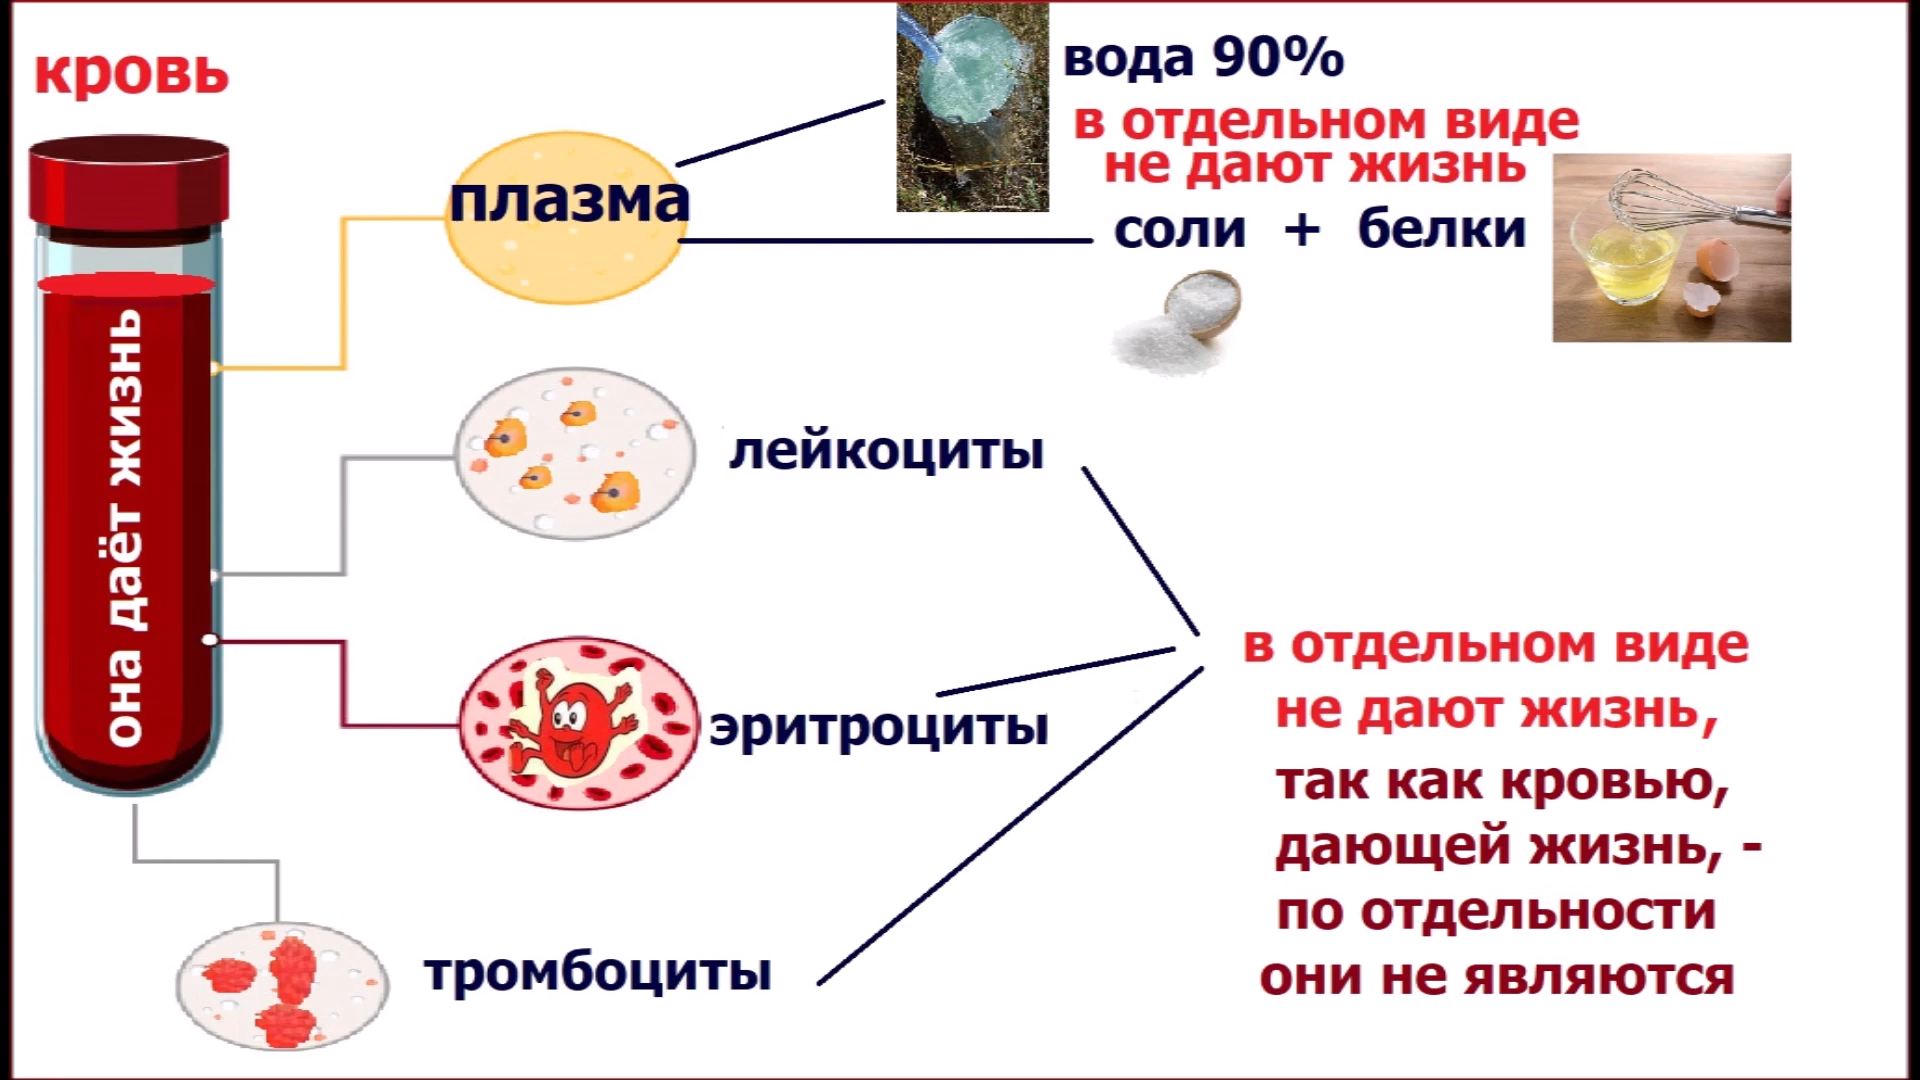 кровь
она даёт жизнь
плазма
вода 90%
в отдельном виде
не дают жизнь
соли + белки
лейкоциты
эритроциты
тромбоциты
в отдельном виде
не дают жизнь,
так как кровью,
дающей жизнь, -
по отдельности
они не являются